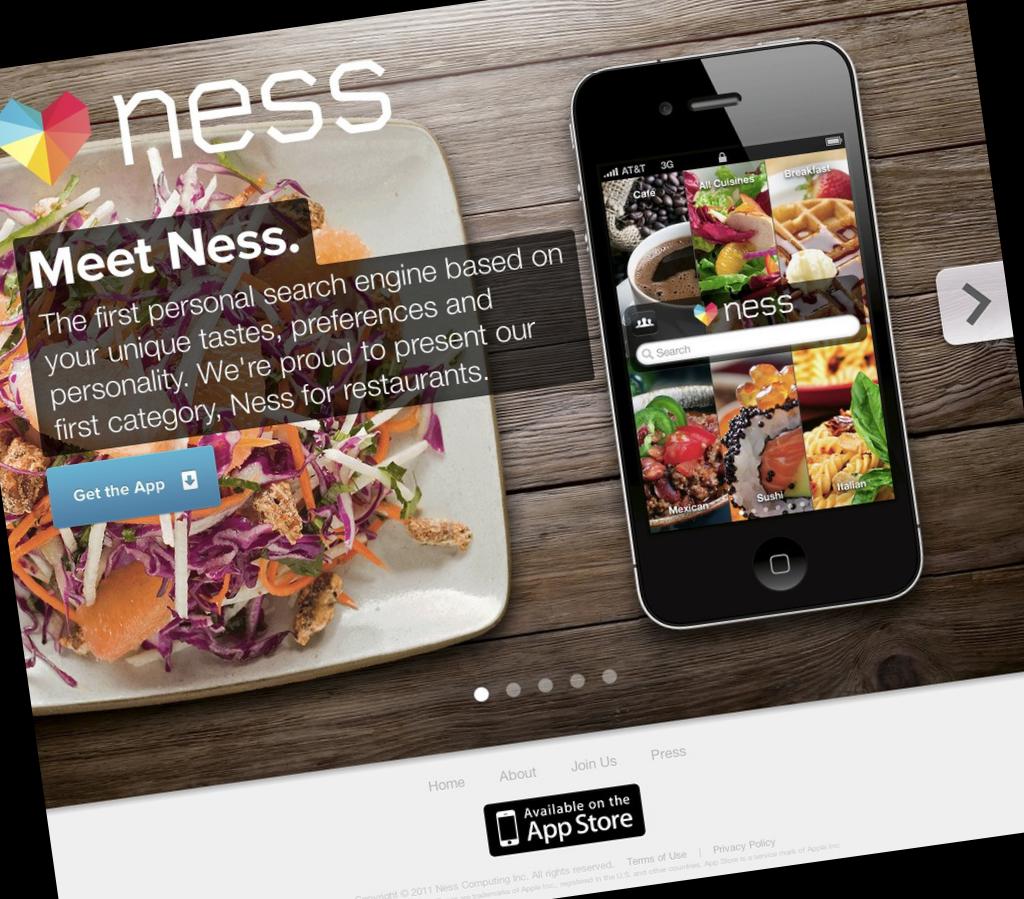 ness
Meet Ness.
The first personal search engine based on
your unique tastes, preferences and
personality. We're proud to present our
first category, Ness for restaurants.
Get the App
AT&T 3G
Café
All Cuisines
Breakfast
ness
Search
Mexican
Sushi
Italian
Home About Join Us Press
Available on the
App Store
Copyright © 2011 Ness Computing Inc. All rights reserved. Terms of Use | Privacy Policy
trademarks of Apple Inc., registered in the U.S. and other countries. App Store is a service mark of Apple Inc.